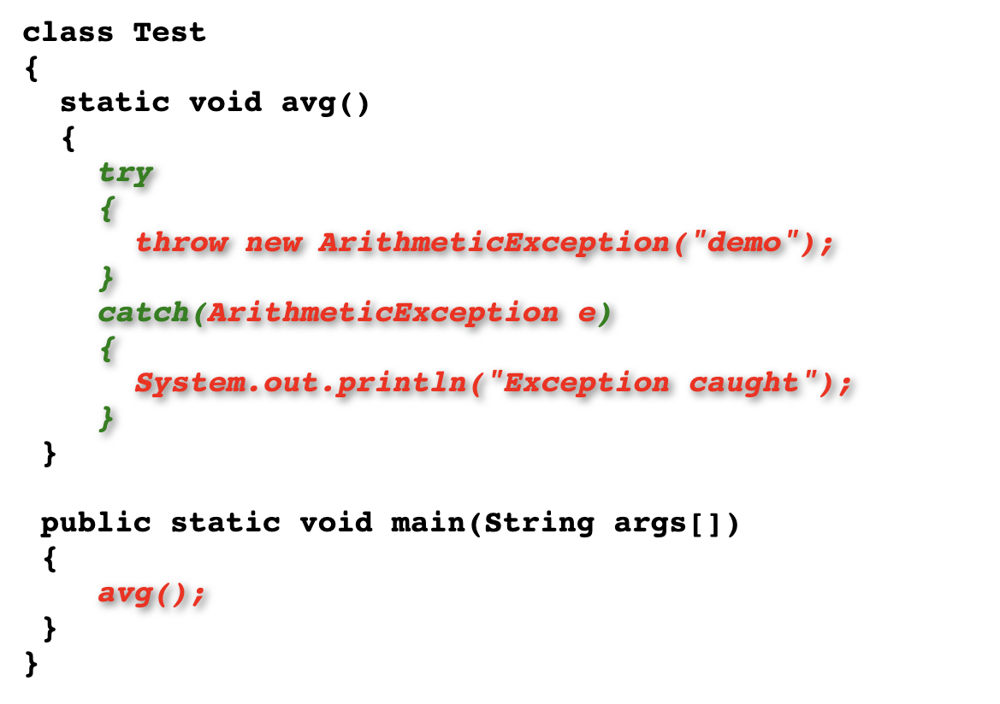 class Test
{
  static void avg()
  {
    try
    {
      throw new ArithmeticException("demo");
    }
    catch(ArithmeticException e)
    {
      System.out.println("Exception caught");
    }
 }

 public static void main(String args[])
 {
    avg();
 }
}